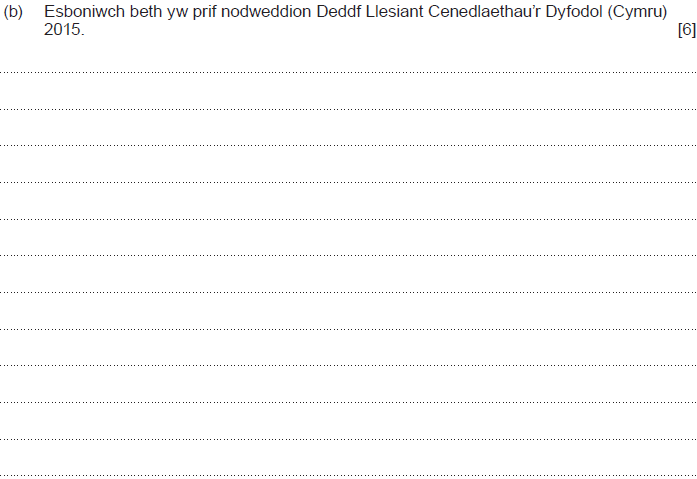 (b) Esboniwch beth yw prif nodweddion Deddf Llesiant Cenedlaethau’r Dyfodol (Cymru)
2015. [6]